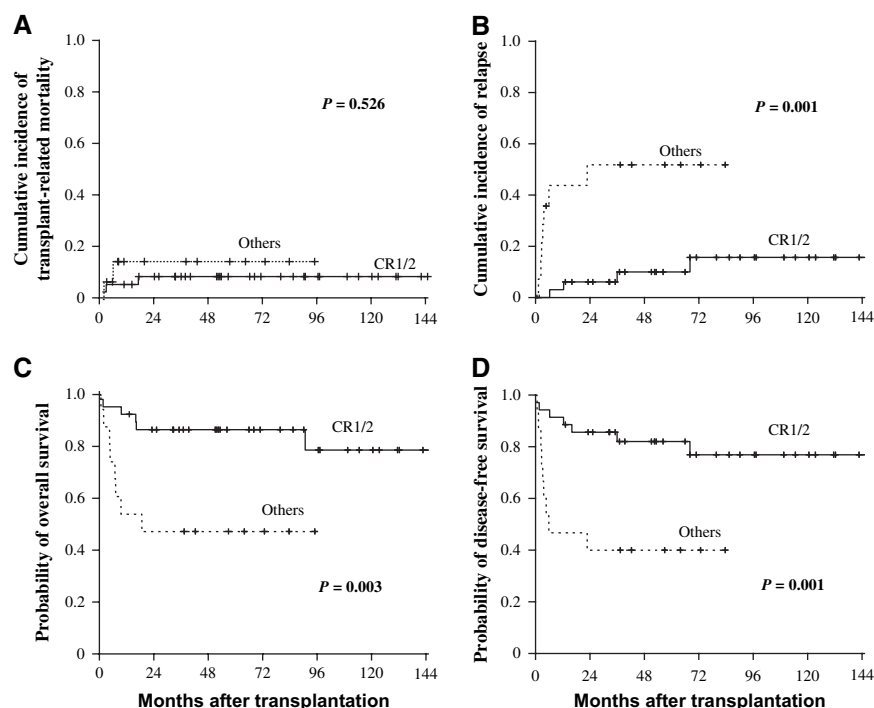 A
Cumulative incidence of
transplant-related mortality
1.0
0.8
0.6
0.4
0.2
0
P = 0.526
Others
CR1/2
0 24 48 72 96 120 144
B
Cumulative incidence of relapse
1.0
0.8
0.6
0.4
0.2
0
P = 0.001
Others
CR1/2
0 24 48 72 96 120 144
C
Probability of overall survival
1.0
0.8
0.6
0.4
0.2
0
CR1/2
Others
P = 0.003
0 24 48 72 96 120 144
Months after transplantation
D
Probability of disease-free survival
1.0
0.8
0.6
0.4
0.2
0
CR1/2
Others
P = 0.001
0 24 48 72 96 120 144
Months after transplantation